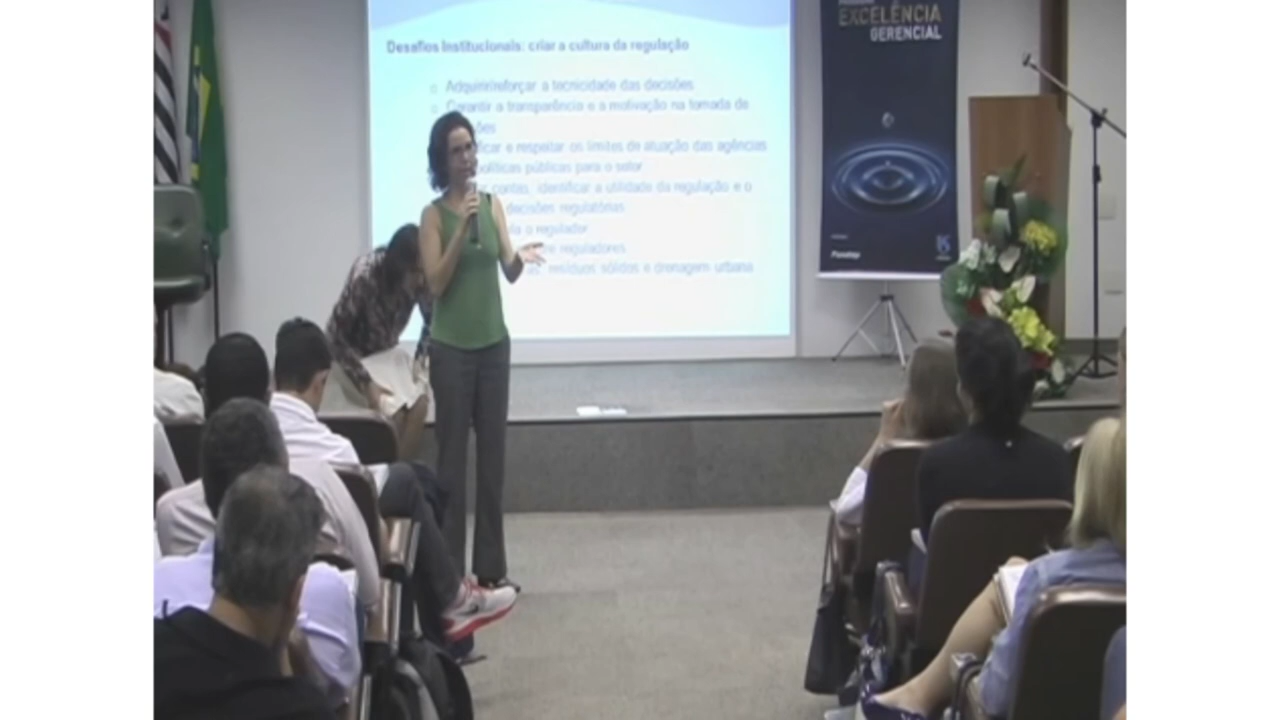 Desafios Institucionais: criar a cultura da regulação
Adquirir/reforçar a tecnicidade das decisões
Garantir a transparência e a motivação na tomada de
ões
ficar e respeitar os limites de atuação das agências
políticas públicas para o setor
contas, identificar a utilidade da regulação e o
decisões regulatórias
o regulador
reguladores
resíduos sólidos e drenagem urbana
EXCELÊNCIA
GERENCIAL